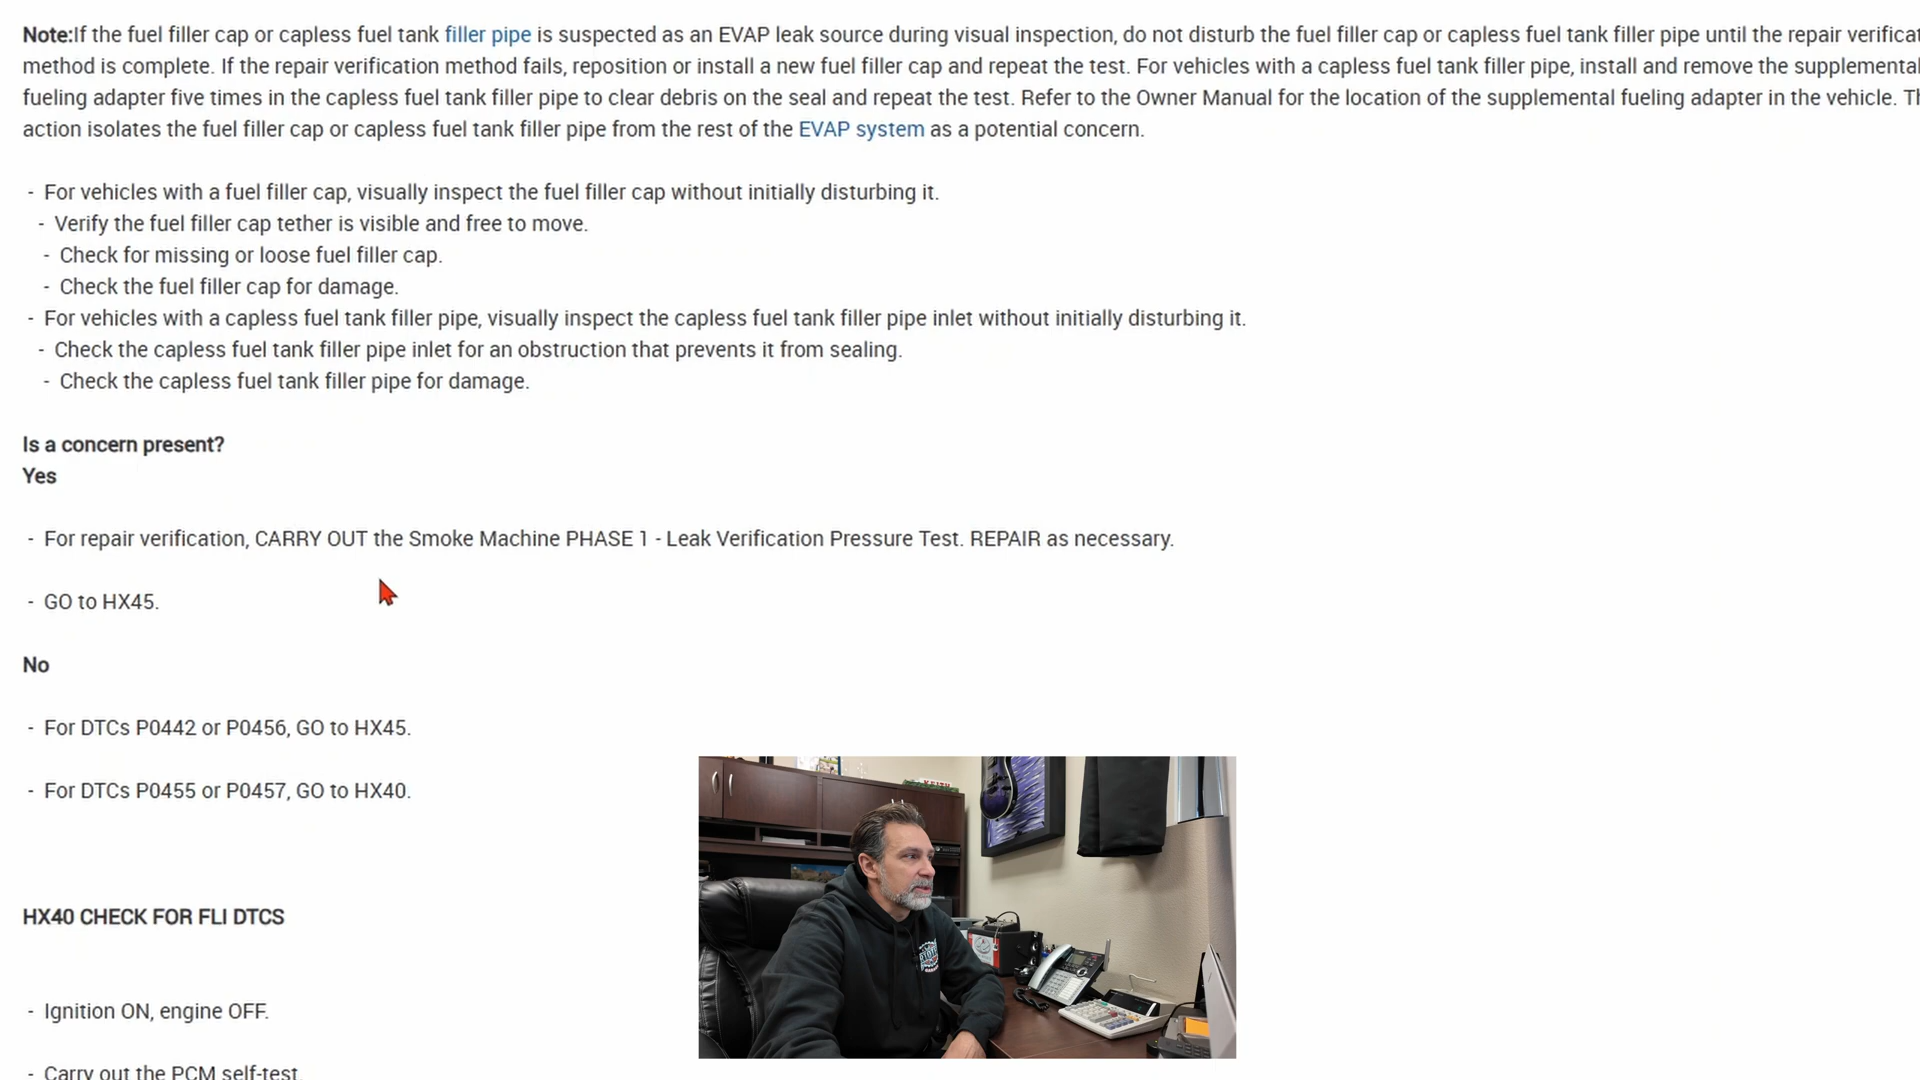 Note:If the fuel filler cap or capless fuel tank filler pipe is suspected as an EVAP leak source during visual inspection, do not disturb the fuel filler cap or capless fuel tank filler pipe until the repair
method is complete. If the repair verification method fails, reposition or install a new fuel filler cap and repeat the test. For vehicles with a capless fuel tank filler pipe, install and remove the supplemental
fueling adapter five times in the capless fuel tank filler pipe to clear debris on the seal and repeat the test. Refer to the Owner Manual for the location of the supplemental fueling adapter in the vehicle.
action isolates the fuel filler cap or capless fuel tank filler pipe from the rest of the EVAP system as a potential concern.
- For vehicles with a fuel filler cap, visually inspect the fuel filler cap without initially disturbing it.
- Verify the fuel filler cap tether is visible and free to move.
- Check for missing or loose fuel filler cap.
- Check the fuel filler cap for damage.
- For vehicles with a capless fuel tank filler pipe, visually inspect the capless fuel tank filler pipe inlet without initially disturbing it.
- Check the capless fuel tank filler pipe inlet for an obstruction that prevents it from sealing.
- Check the capless fuel tank filler pipe for damage.
Is a concern present?
Yes
- For repair verification, CARRY OUT the Smoke Machine PHASE 1 - Leak Verification Pressure Test. REPAIR as necessary.
- GO to HX45.
No
- For DTCs P0442 or P0456, GO to HX45.
- For DTCs P0455 or P0457, GO to HX40.
HX40 CHECK FOR FLI DTCS
- Ignition ON, engine OFF.
- Carry out the PCM self-test.